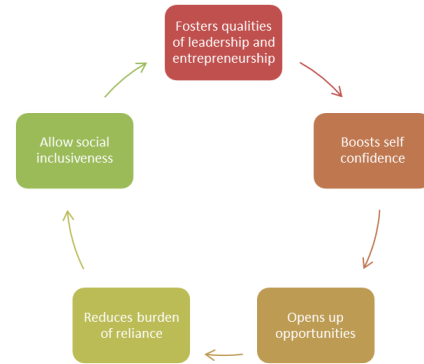 Fosters qualities
of leadership and
entrepreneurship
Boosts self
confidence
Opens up
opportunities
Reduces burden
of reliance
Allow social
inclusiveness